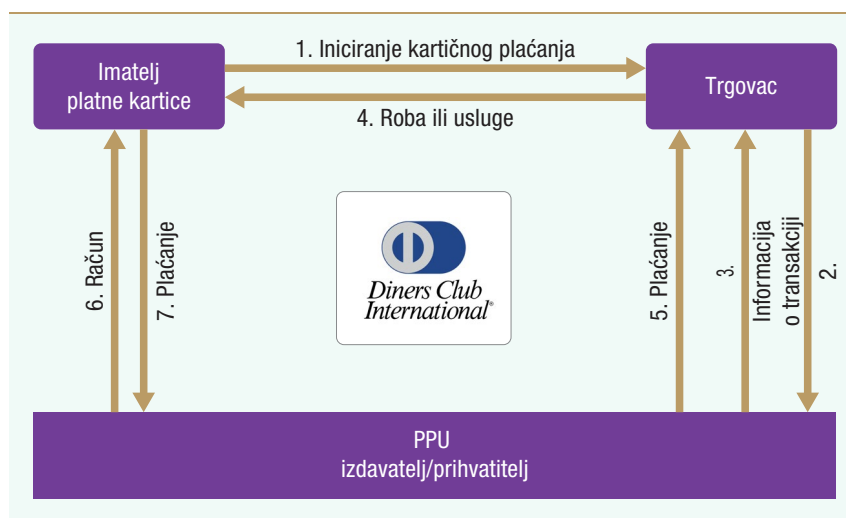 1. Iniciranje kartičnog plaćanja
Imatelj
platne kartice
Trgovac
4. Roba ili usluge
6. Račun
7. Plaćanje
Diners Club
International®
5. Plaćanje
3.
Informacija
o transakciji
2.
PPU
izdavatelj/prihvatitelj